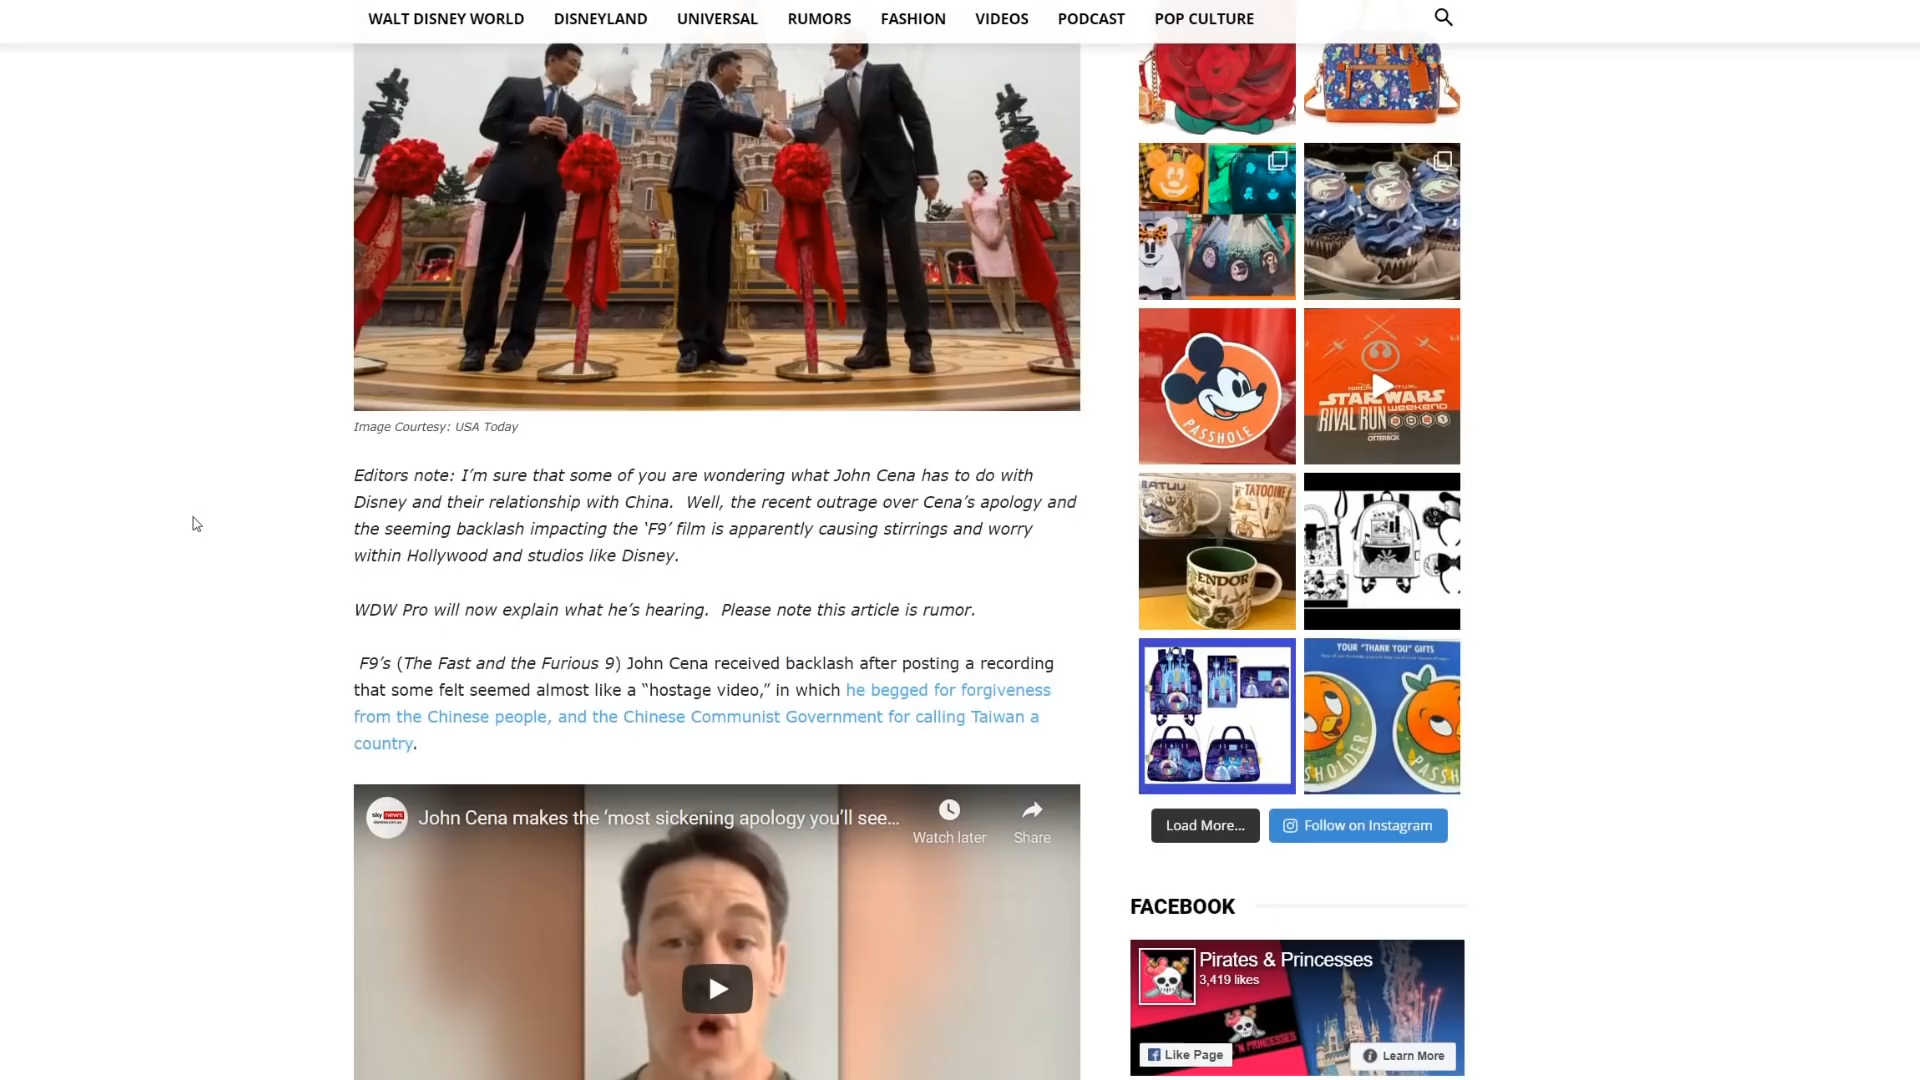 WALT DISNEY WORLD DISNEYLAND UNIVERSAL RUMORS FASHION VIDEOS PODCAST POP CULTURE
Image Courtesy: USA Today
Editors note: I’m sure that some of you are wondering what John Cena has to do with
Disney and their relationship with China.  Well, the recent outrage over Cena’s apology and
the seeming backlash impacting the ‘F9’ film is apparently causing stirrings and worry
within Hollywood and studios like Disney.
WDW Pro will now explain what he’s hearing.  Please note this article is rumor.
F9’s (The Fast and the Furious 9) John Cena received backlash after posting a recording
that some felt seemed almost like a “hostage video,” in which he begged for forgiveness
from the Chinese people, and the Chinese Communist Government for calling Taiwan a
country.
sky news
John Cena makes the ‘most sickening apology you’ll see...
Watch later
Share
PASSHOLE
STAR WARS
RIVAL RUN
WEEKEND
OTTERBOX
BATUU
TATOOINE
ENDOR
YOUR "THANK YOU" GIFTS
SHOLDER
PASSH
Load More...
Follow on Instagram
FACEBOOK
Pirates & Princesses
3,419 likes
'N PRINCESSES
Like Page
Learn More